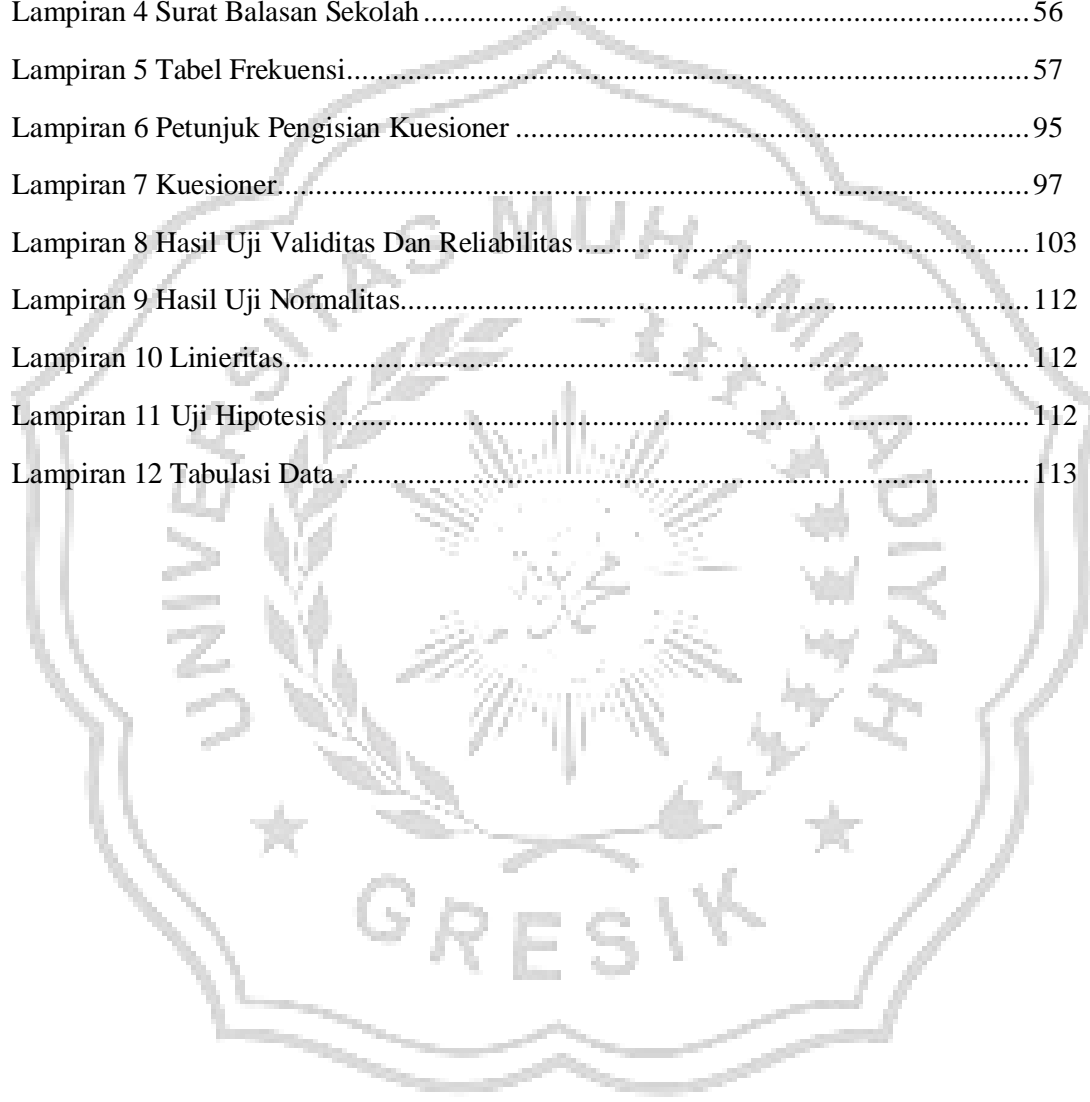 Lampiran 4 Surat Balasan Sekolah........................................................................56
Lampiran 5 Tabel Frekuensi.................................................................................57
Lampiran 6 Petunjuk Pengisian Kuesioner............................................................95
Lampiran 7 Kuesioner..........................................................................................97
Lampiran 8 Hasil Uji Validitas Dan Reliabilitas.....................................................103
Lampiran 9 Hasil Uji Normalitas...........................................................................112
Lampiran 10 Linieritas..........................................................................................112
Lampiran 11 Uji Hipotesis.....................................................................................112
Lampiran 12 Tabulasi Data...................................................................................113
UNIVERSITAS MUHAMMADIYAH
GRESIK